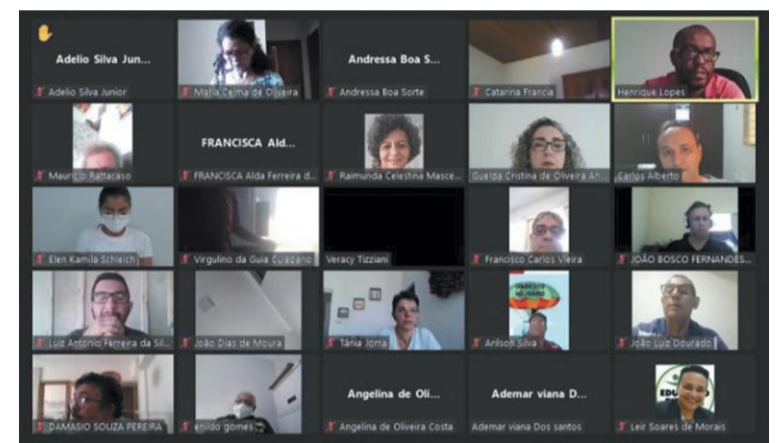 Adelio Silva Jun...
Adelio Silva Junior
Maria Celma de Oliveira
Andressa Boa S...
Andressa Boa Sorte
Catarina Francia
Henrique Lopes
Mauricio Rattacaso
FRANCISCA Ald...
FRANCISCA Alda Ferreira d...
Raimunda Celestina Masce...
Guelda Cristina de Oliveira An...
Carlos Alberto
Elen Kamila Schleich
Virgulino da Guia Cuiabano
Veracy Tizziani
Francisco Carlos Vieira
JOÃO BOSCO FERNANDES...
Luiz Antonio Ferreira da Sil...
João Dias de Moura
Tânia Jorra
Arilson Silva
João Luiz Dourado
DAMASIO SOUZA PEREIRA
enildo gomes
Angelina de Oli...
Angelina de Oliveira Costa
Ademar viana D...
Ademar viana Dos santos
Leir Soares de Morais